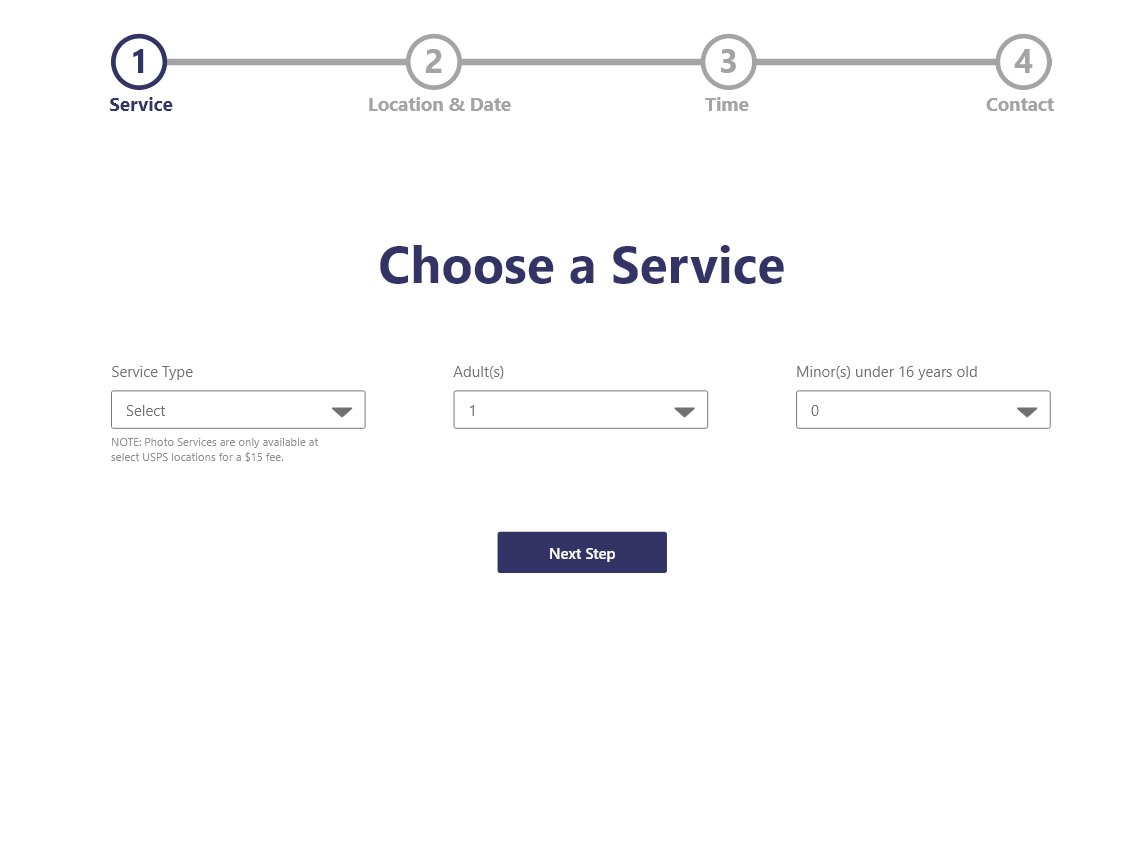 1 2 3 4
Service Location & Date Time Contact
Choose a Service
Service Type Adult(s) Minor(s) under 16 years old
Select 1 0
NOTE: Photo Services are only available at
select USPS locations for a $15 fee.
Next Step